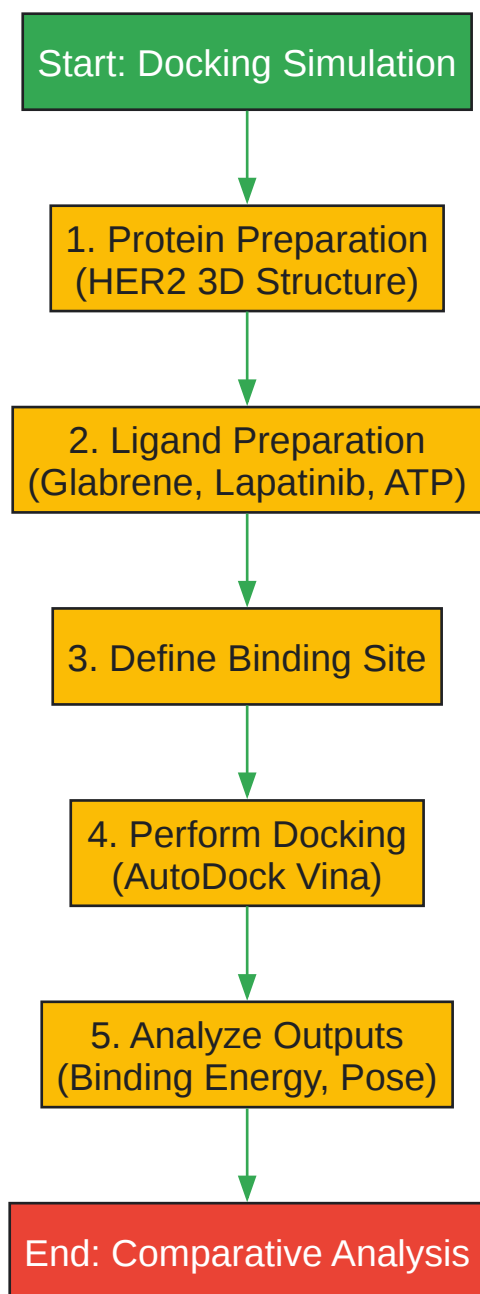 Start: Docking Simulation
1. Protein Preparation
(HER2 3D Structure)
2. Ligand Preparation
(Glabrene, Lapatinib, ATP)
3. Define Binding Site
4. Perform Docking
(AutoDock Vina)
5. Analyze Outputs
(Binding Energy, Pose)
End: Comparative Analysis